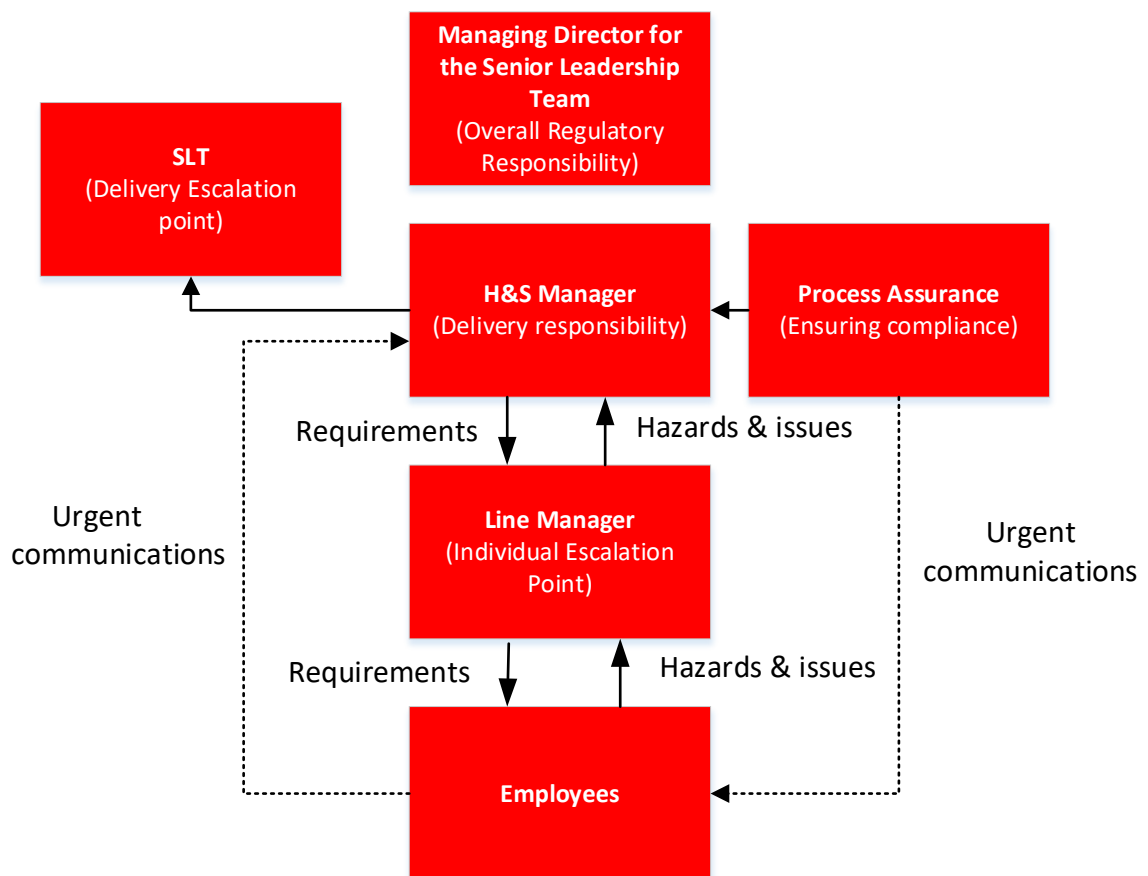 Managing Director for
the Senior Leadership
Team
(Overall Regulatory
Responsibility)
SLT
(Delivery Escalation
point)
H&S Manager
(Delivery responsibility)
Process Assurance
(Ensuring compliance)
Requirements
Hazards & issues
Line Manager
(Individual Escalation
Point)
Urgent
communications
Urgent
communications
Requirements
Hazards & issues
Employees